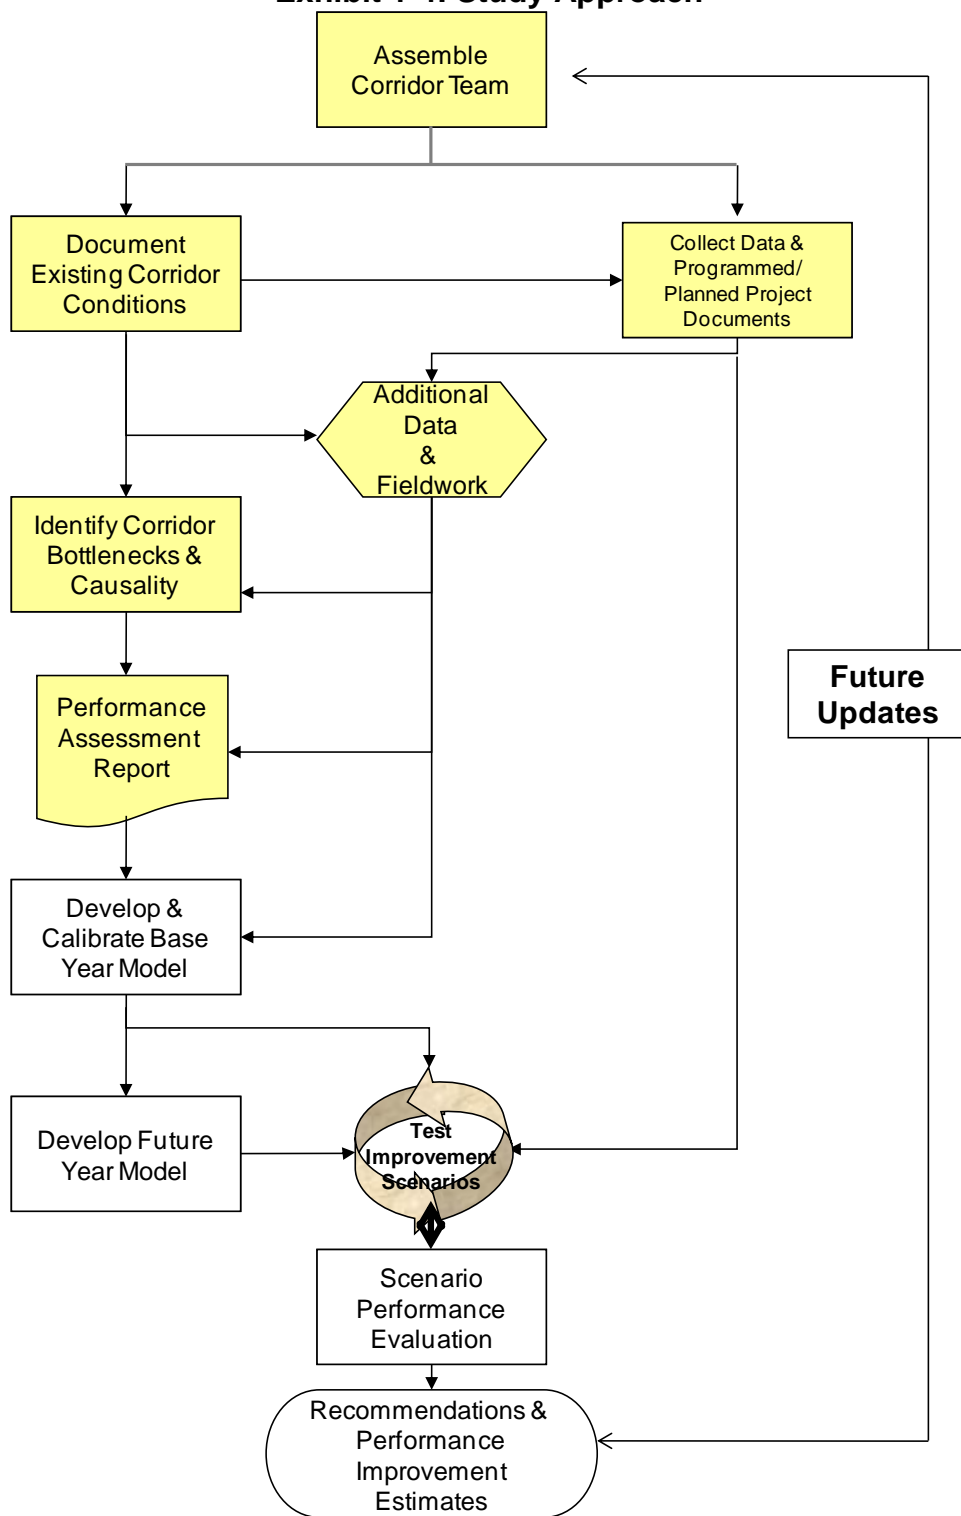 Study Approach
Assemble
Corridor Team
Document
Existing Corridor
Conditions
Collect Data &
Programmed/
Planned Project
Documents
Additional
Data
&
Fieldwork
Identify Corridor
Bottlenecks &
Causality
Performance
Assessment
Report
Future
Updates
Develop &
Calibrate Base
Year Model
Develop Future
Year Model
Test
Improvement
Scenarios
Scenario
Performance
Evaluation
Recommendations &
Performance
Improvement
Estimates